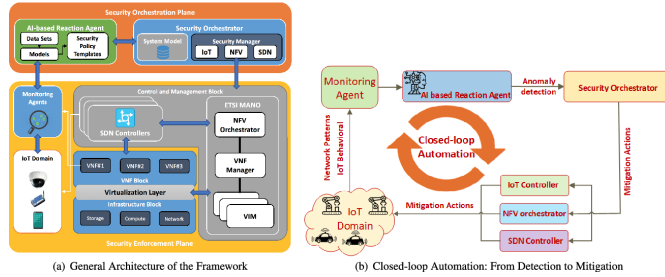 Security Orchestration Plane
AI-based Reaction Agent
Data Sets
Models
Security
Policy
Templates
Security Orchestrator
System Model
Security Manager
IoT
NFV
SDN
Monitoring
Agents
IoT Domain
Control and Management Block
SDN Controllers
ETSI MANO
NFV
Orchestrator
VNF
Manager
VIM
VNF#1
VNF#2
VNF#3
VNF Block
Virtualization Layer
Infrastructure Block
Storage
Compute
Network
Security Enforcement Plane
(a) General Architecture of the Framework
Monitoring
Agent
AI based Reaction Agent
Anomaly
detection
Security Orchestrator
Network Patterns
IoT Behavioral
Closed-loop
Automation
Mitigation Actions
IoT Controller
NFV orchestrator
SDN Controller
Mitigation Actions
IoT
Domain
(b) Closed-loop Automation: From Detection to Mitigation